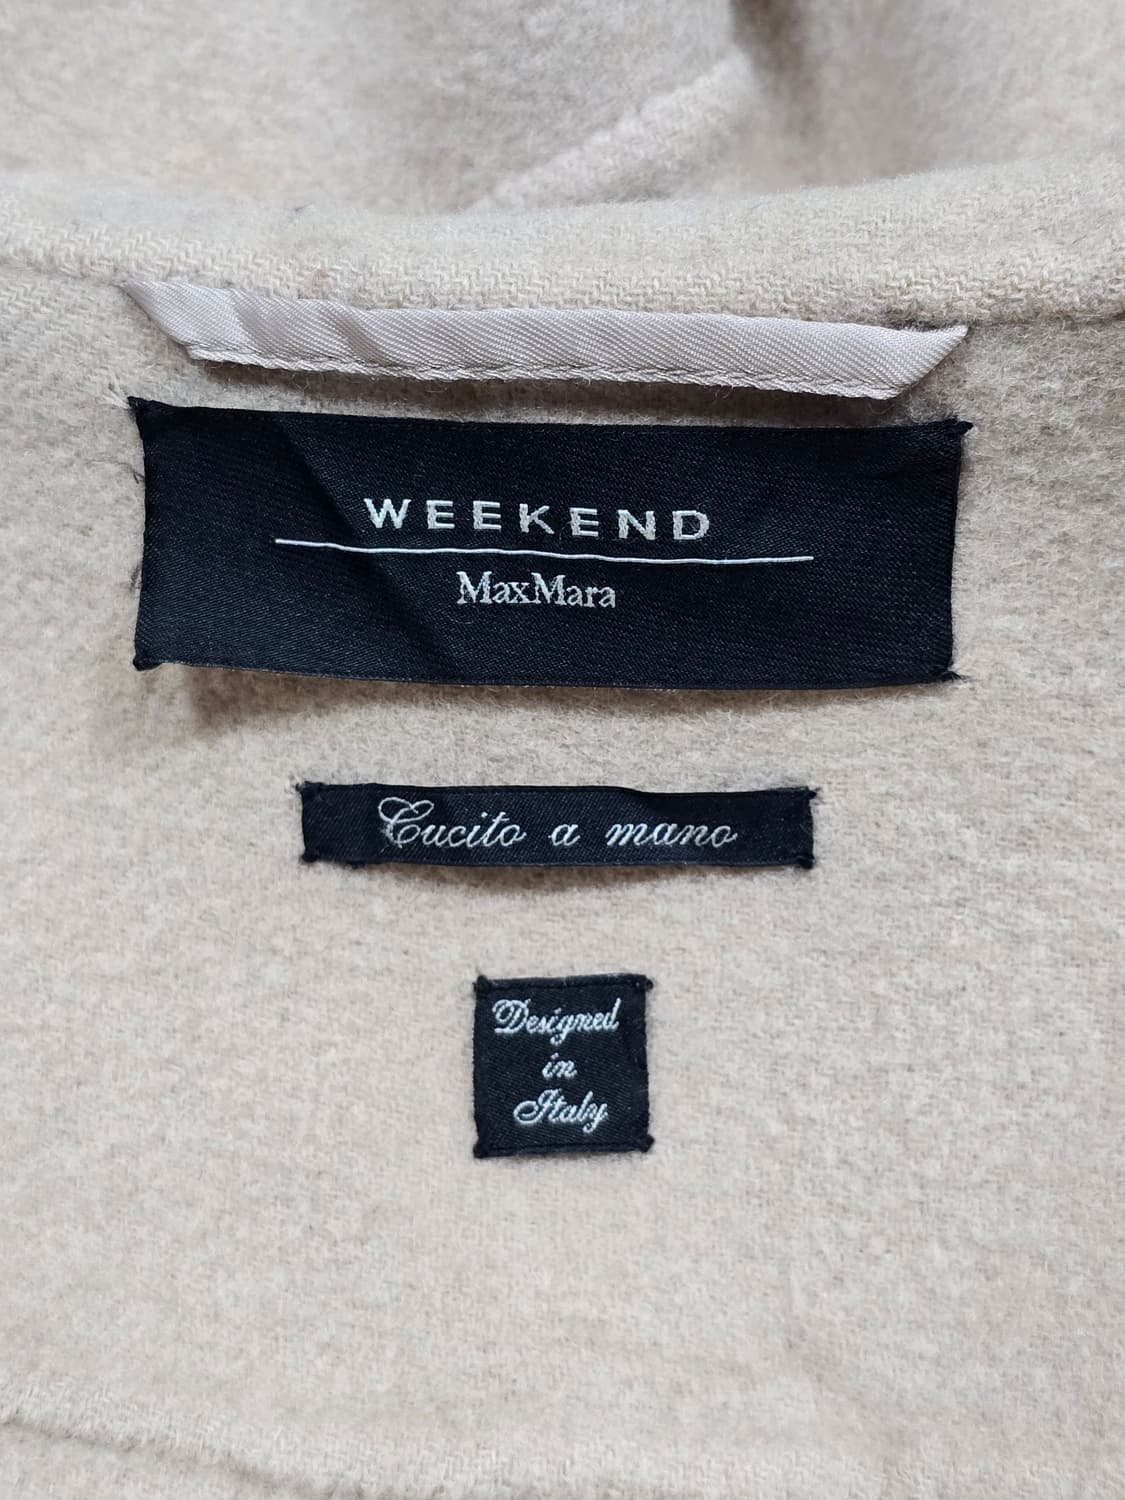 WEEKEND
MaxMara
Cucito a mano
Designed
in
Italy